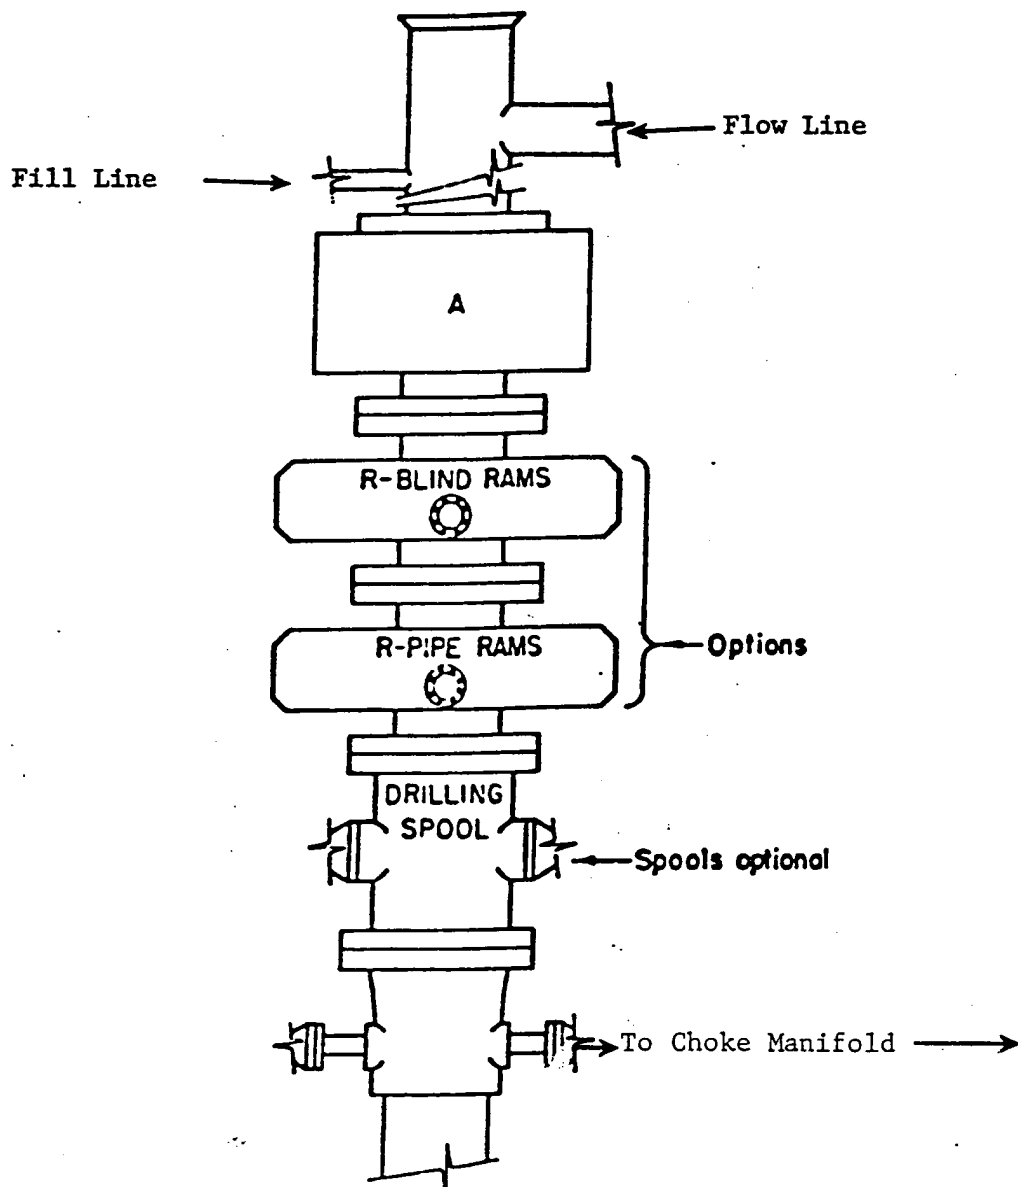 Flow Line
Fill Line
A
R-BLIND RAMS
R-PIPE RAMS
Options
DRILLING
SPOOL
Spools optional
To Choke Manifold